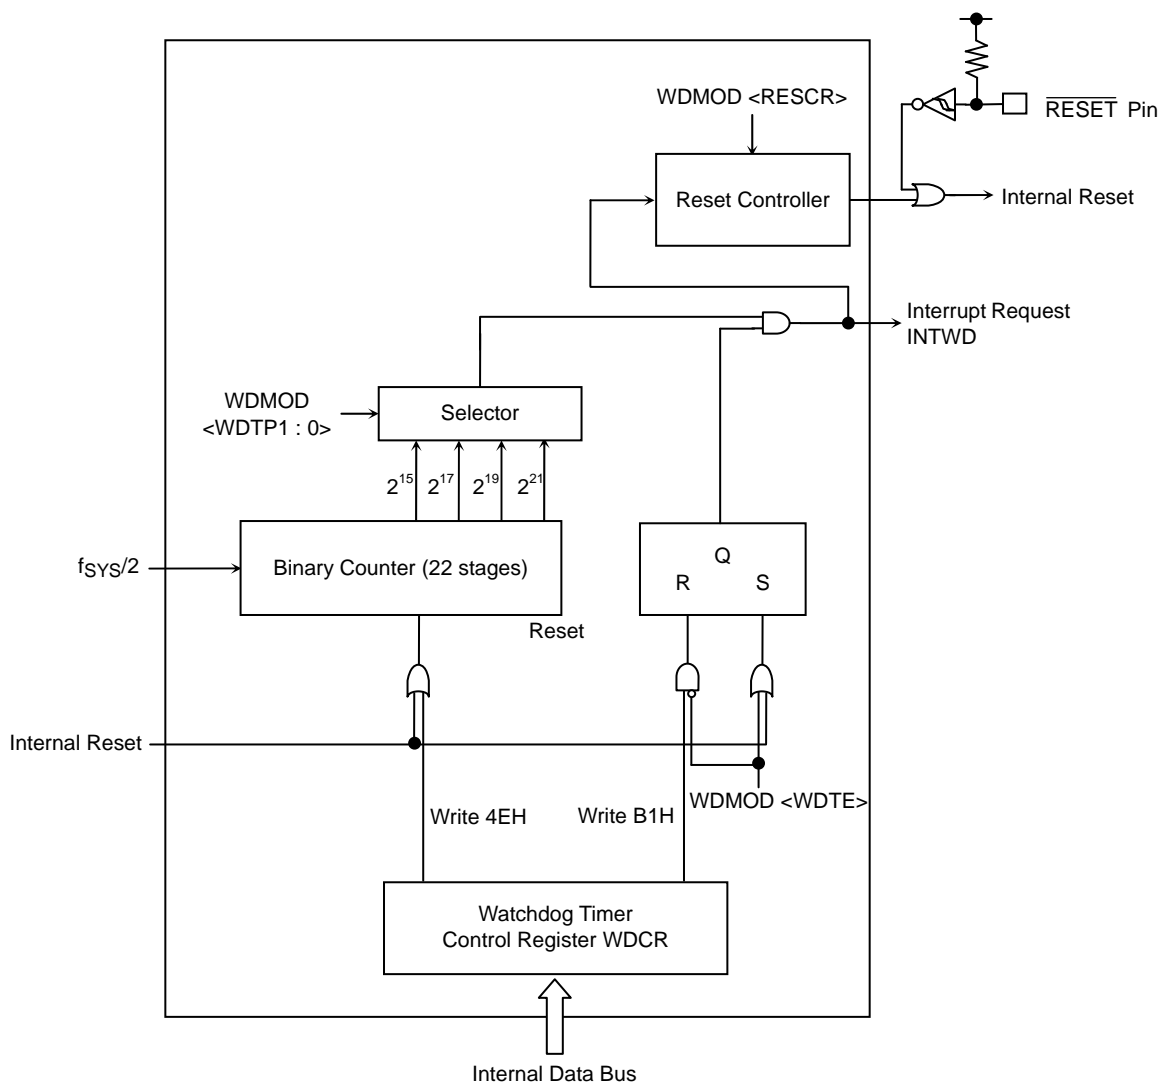 WDMOD <RESCR>
RESET Pin
Reset Controller
Internal Reset
Interrupt Request
INTWD
WDMOD
<WDTP1 : 0>
Selector
2^15 2^17 2^19 2^21
fSYS/2
Binary Counter (22 stages)
Q
R S
Reset
Internal Reset
WDMOD <WDTE>
Write 4EH
Write B1H
Watchdog Timer
Control Register WDCR
Internal Data Bus